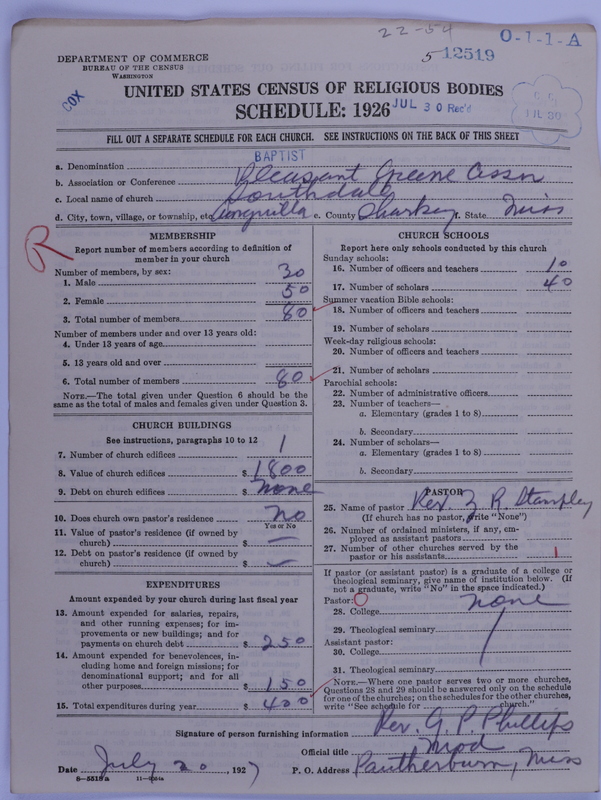 22-54
O-1-1-A
DEPARTMENT OF COMMERCE
BUREAU OF THE CENSUS
WASHINGTON
5 12519
COX
UNITED STATES CENSUS OF RELIGIOUS BODIES
SCHEDULE: 1926
JUL 30 Rec'd
FILL OUT A SEPARATE SCHEDULE FOR EACH CHURCH. SEE INSTRUCTIONS ON THE BACK OF THIS SHEET
a. Denomination BAPTIST
b. Association or Conference Pleasant Greene Assn
c. Local name of church Southdale
d. City, town, village, or township, etc. Anguilla e. County Sharkey f. State Miss
MEMBERSHIP
Report number of members according to definition of
member in your church
Number of members, by sex:
1. Male 30
2. Female 50
3. Total number of members 80
Number of members under and over 13 years old:
4. Under 13 years of age
5. 13 years old and over
6. Total number of members 80
NOTE.—The total given under Question 6 should be the
same as the total of males and females given under Question 3.
CHURCH BUILDINGS
See instructions, paragraphs 10 to 12
7. Number of church edifices 1
8. Value of church edifices $ 1800
9. Debt on church edifices $ None
10. Does church own pastor's residence No
Yes or No
11. Value of pastor's residence (if owned by
church) $ —
12. Debt on pastor's residence (if owned by
church) $ —
EXPENDITURES
Amount expended by your church during last fiscal year
13. Amount expended for salaries, repairs,
and other running expenses; for im-
provements or new buildings; and for
payments on church debt $ 250
14. Amount expended for benevolences, in-
cluding home and foreign missions; for
denominational support; and for all
other purposes $ 150
15. Total expenditures during year $ 400
CHURCH SCHOOLS
Report here only schools conducted by this church
Sunday schools:
16. Number of officers and teachers 10
17. Number of scholars 40
Summer vacation Bible schools:
18. Number of officers and teachers
19. Number of scholars
Week-day religious schools:
20. Number of officers and teachers
21. Number of scholars
Parochial schools:
22. Number of administrative officers
23. Number of teachers—
a. Elementary (grades 1 to 8)
b. Secondary
24. Number of scholars—
a. Elementary (grades 1 to 8)
b. Secondary
PASTOR
25. Name of pastor Rev. Z R. Stampley
(If church has no pastor, write "None")
26. Number of ordained ministers, if any, em-
ployed as assistant pastors
27. Number of other churches served by the
pastor or his assistants 1
If pastor (or assistant pastor) is a graduate of a college or
theological seminary, give name of institution below. (If
not a graduate, write "No" in the space indicated.)
Pastor:
28. College none
29. Theological seminary
Assistant pastor:
30. College
31. Theological seminary
NOTE.—Where one pastor serves two or more churches,
Questions 28 and 29 should be answered only on the schedule
for one of the churches; on the schedules for the other churches,
write "See schedule for church."
Signature of person furnishing information Rev. G. P. Phillips
Official title Mod
Date July 20, 1927 P. O. Address Pantherburn, Miss